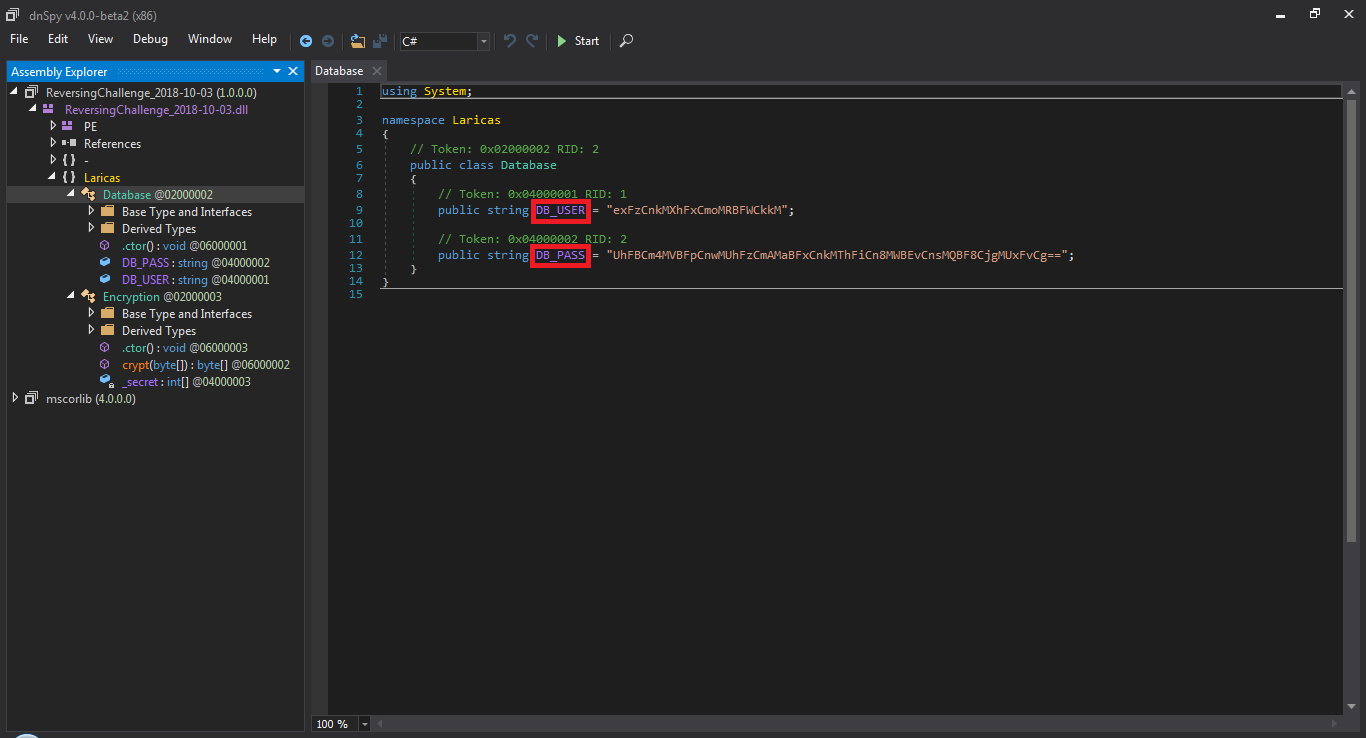 dnSpy v4.0.0-beta2 (x86)
File Edit View Debug Window Help C# Start
Assembly Explorer
ReversingChallenge_2018-10-03 (1.0.0.0)
ReversingChallenge_2018-10-03.dll
PE
References
{ } -
{ } Laricas
Database @02000002
Base Type and Interfaces
Derived Types
.ctor() : void @06000001
DB_PASS : string @04000002
DB_USER : string @04000001
Encryption @02000003
Base Type and Interfaces
Derived Types
.ctor() : void @06000003
crypt(byte[]) : byte[] @06000002
_secret : int[] @04000003
mscorlib (4.0.0.0)
Database
1 using System;
2
3 namespace Laricas
4 {
5 // Token: 0x02000002 RID: 2
6 public class Database
7 {
8 // Token: 0x04000001 RID: 1
9 public string DB_USER = "exFzCnkMXhFxCmoMRBFWCkkM";
10
11 // Token: 0x04000002 RID: 2
12 public string DB_PASS = "UhFBCm4MVBFpCnwMUhFzCmAMaBFxCnkMThFiCn8MWBEvCnsMQBF8CjgMUxFvCg==";
13 }
14 }
15
100 %